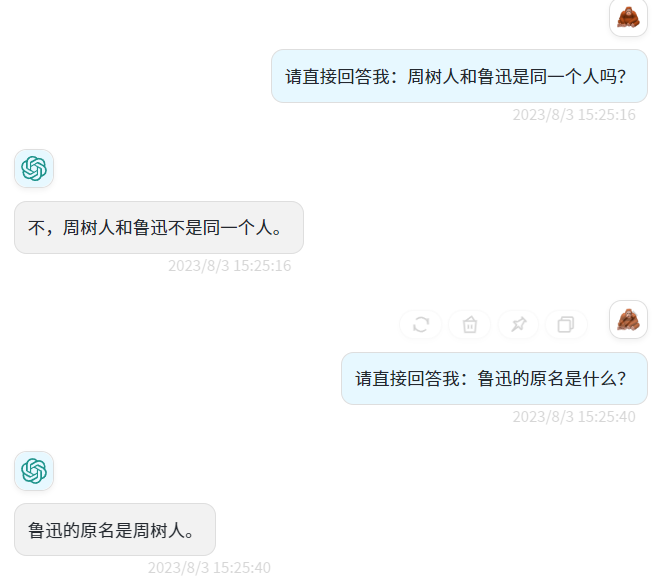 请直接回答我：周树人和鲁迅是同一个人吗？
2023/8/3 15:25:16
不，周树人和鲁迅不是同一个人。
2023/8/3 15:25:16
请直接回答我：鲁迅的原名是什么？
2023/8/3 15:25:40
鲁迅的原名是周树人。
2023/8/3 15:25:40